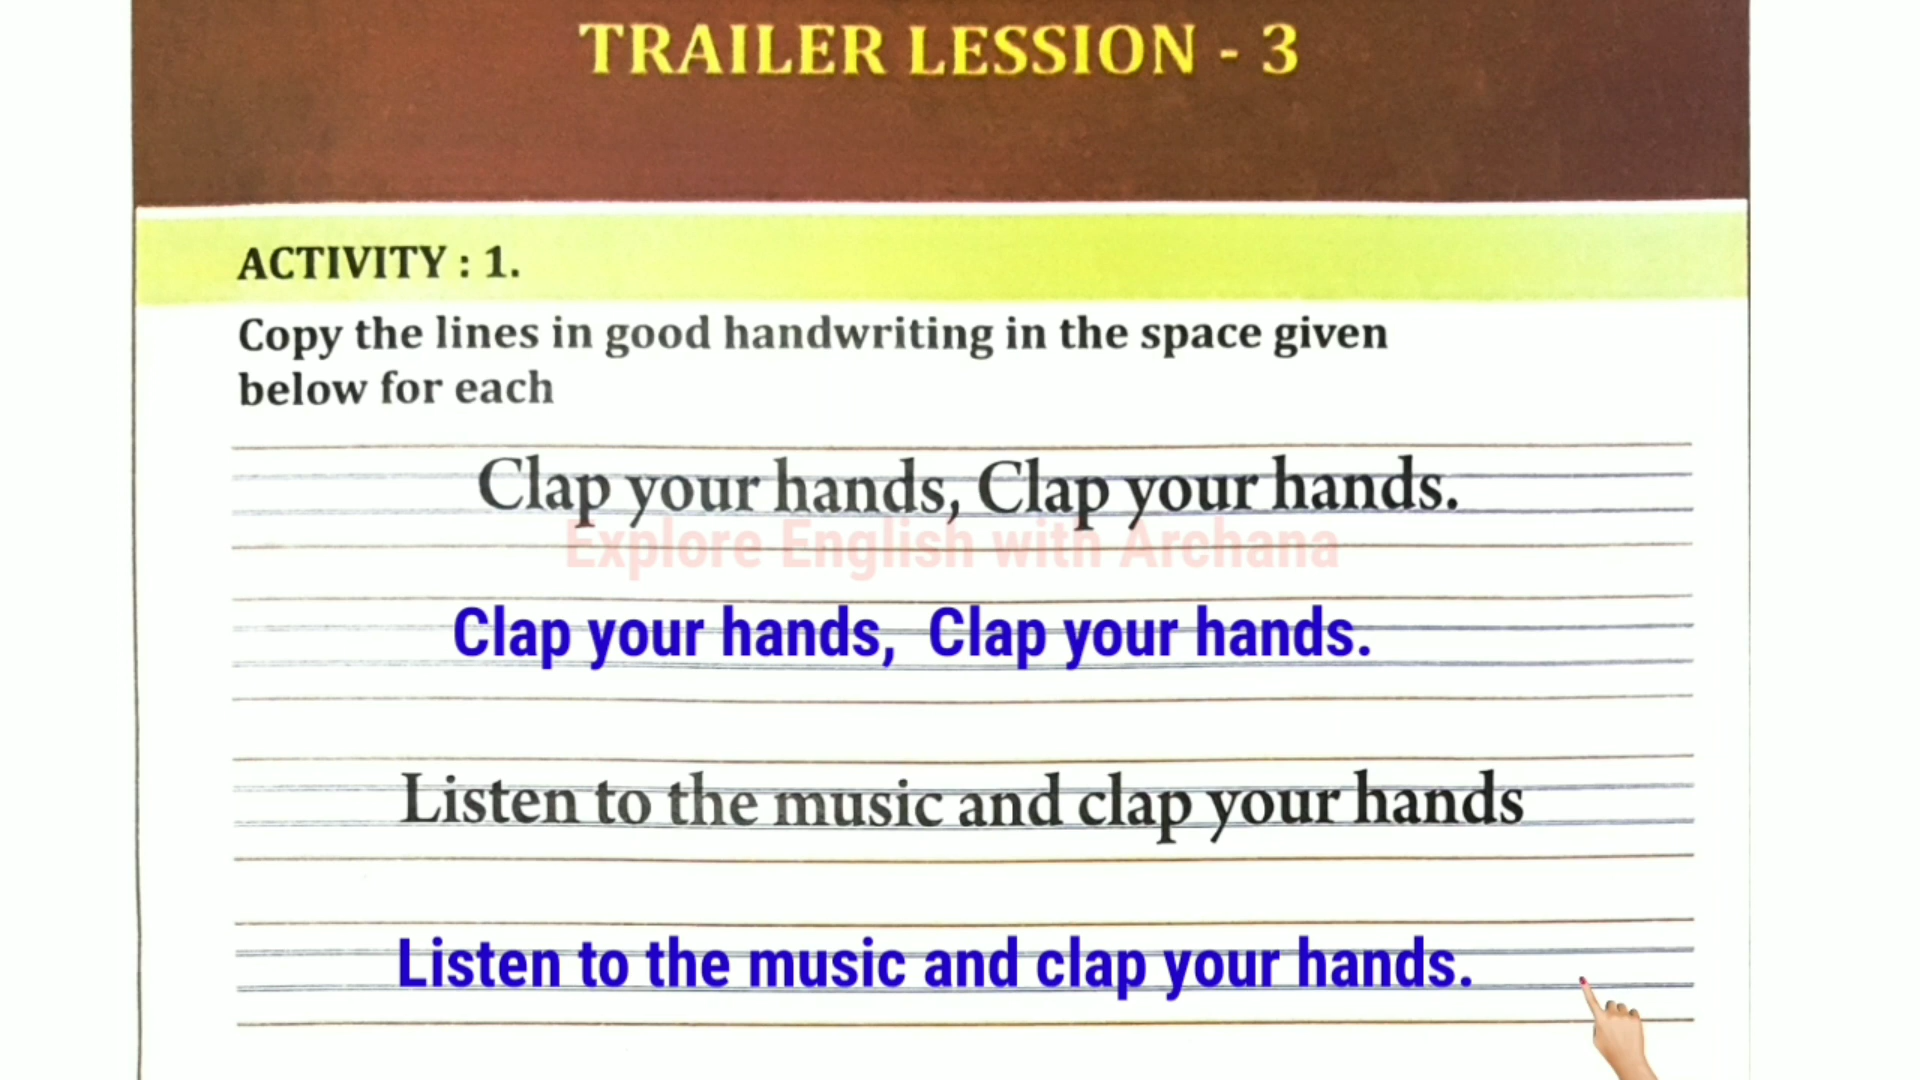 TRAILER LESSION - 3
ACTIVITY : 1.
Copy the lines in good handwriting in the space given
below for each
Clap your hands, Clap your hands.
Explore English with Archana
Clap your hands, Clap your hands.
Listen to the music and clap your hands
Listen to the music and clap your hands.